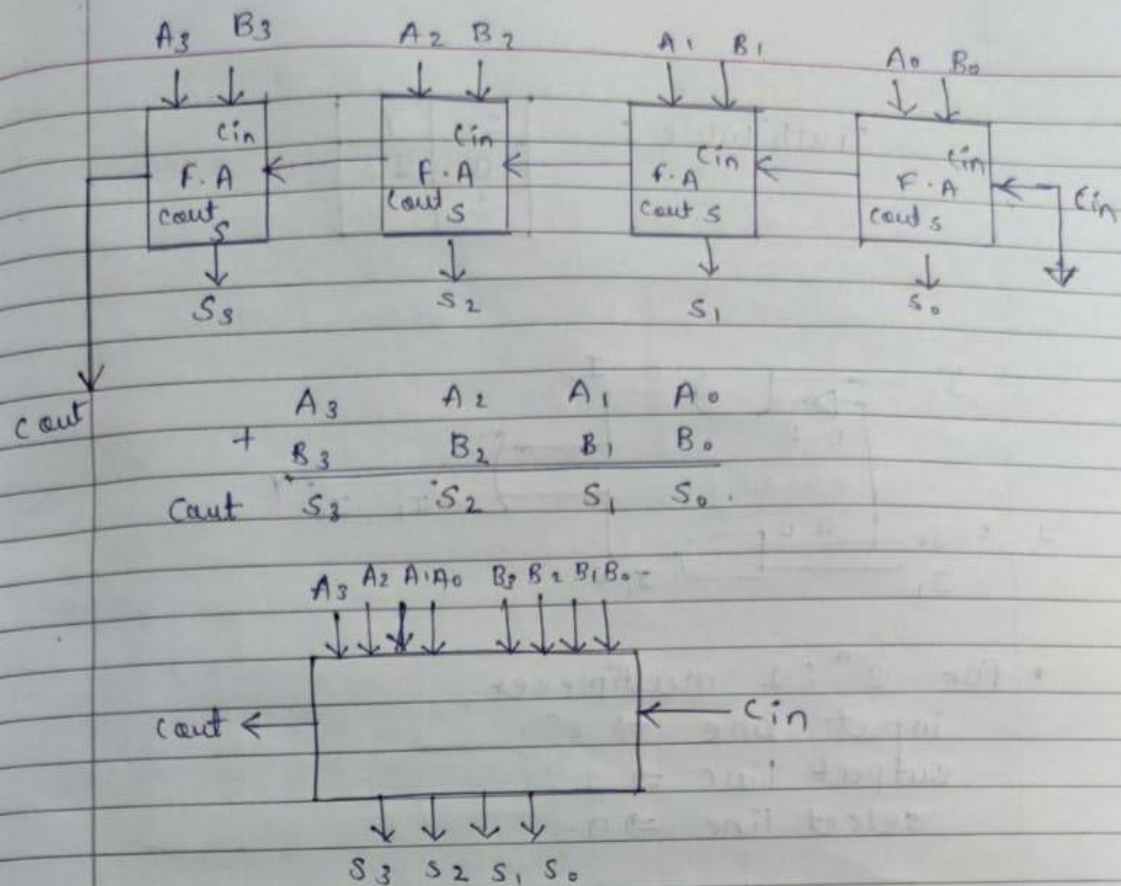 A3 B3 A2 B2 A1 B1 A0 B0
Cin Cin Cin Cin
F.A F.A F.A F.A Cin
Cout Cout Cout Cout
S S S S
S3 S2 S1 S0
Cout
A3 A2 A1 A0
+ B3 B2 B1 B0
Cout S3 S2 S1 S0
A3 A2 A1 A0 B3 B2 B1 B0
Cout Cin
S3 S2 S1 S0